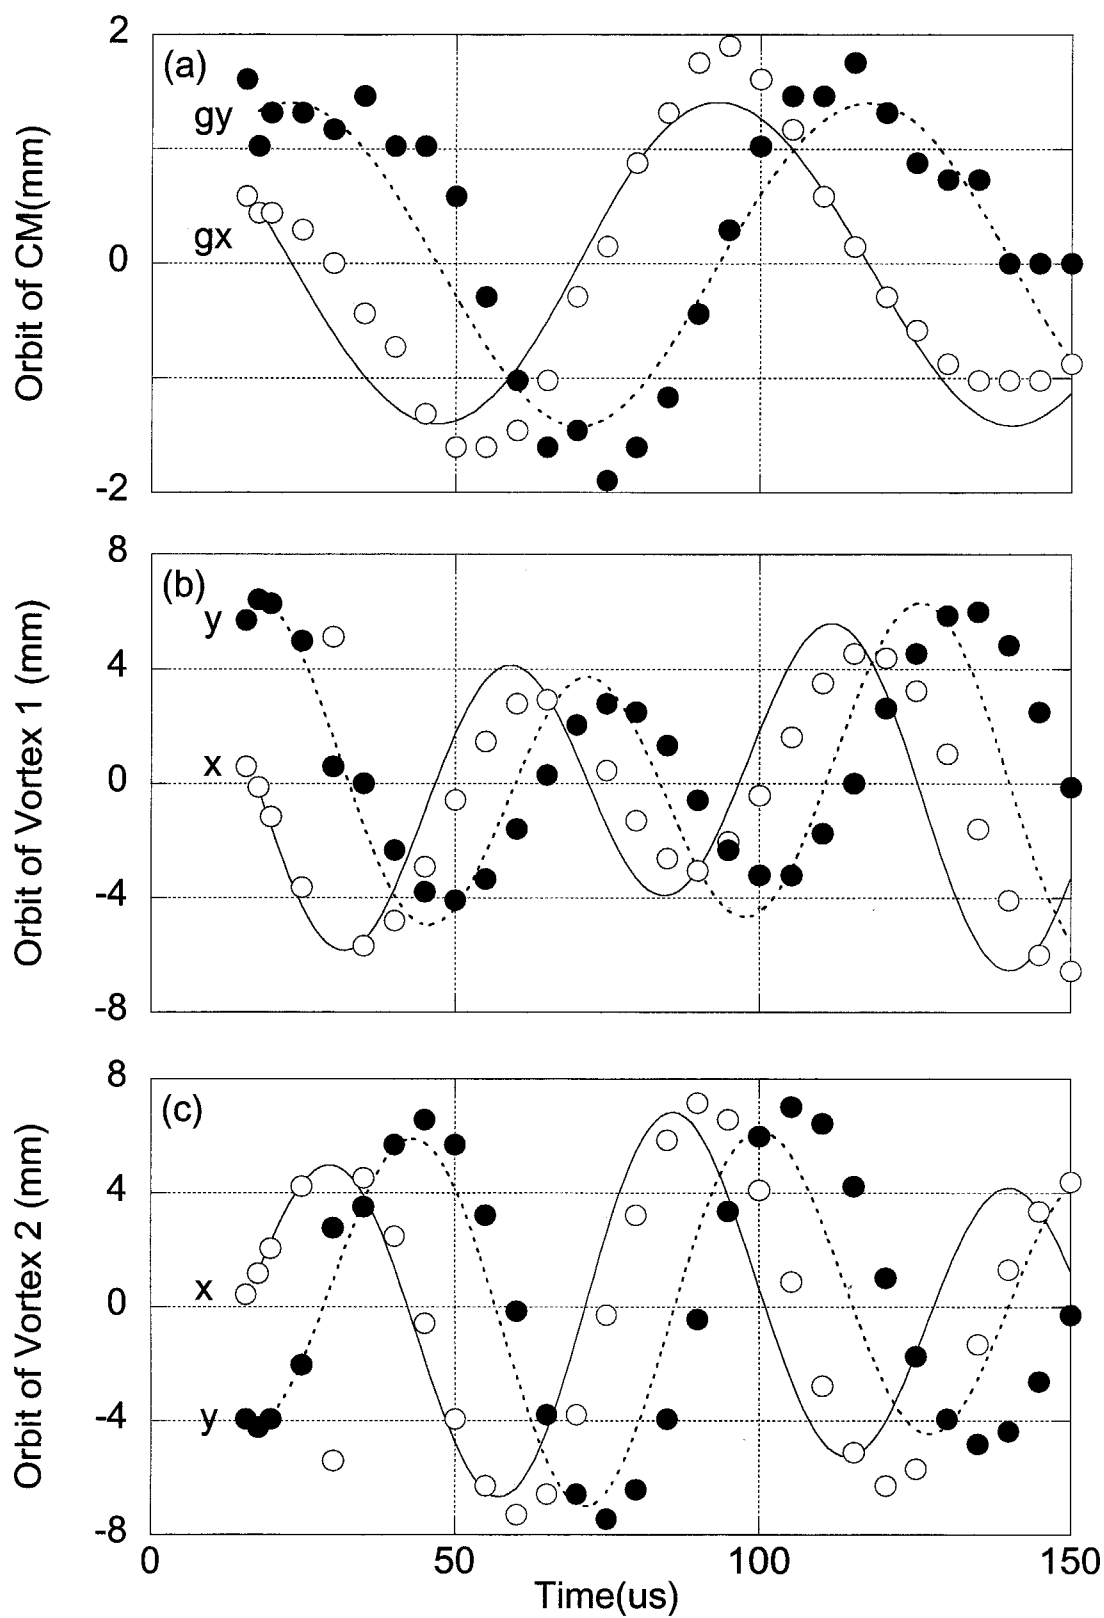 2
(a)
gy
gx
0
-2
Orbit of CM(mm)
8
(b)
y
4
x
0
-4
-8
Orbit of Vortex 1 (mm)
8
(c)
4
x
0
y
-4
-8
Orbit of Vortex 2 (mm)
0 50 100 150
Time(us)